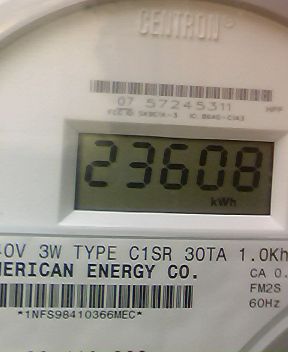 CENTRON®
07 57245311
23608
kWh
0V 3W TYPE C1SR 30TA 1.0Kh
MERICAN ENERGY CO.
CA 0.
FM2S
60Hz
*1NFS98410366MEC*